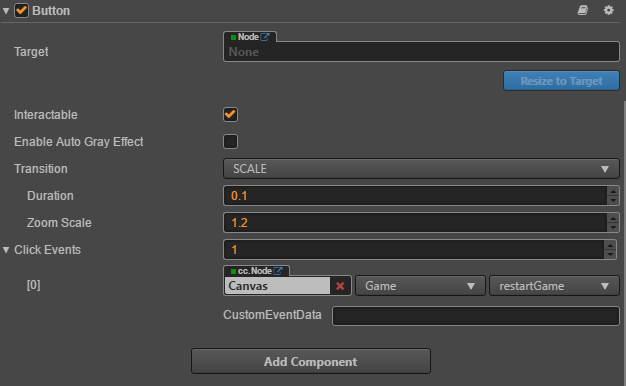 Button
Node
Target
None
Resize to Target
Interactable
Enable Auto Gray Effect
Transition
SCALE
Duration
0.1
Zoom Scale
1.2
Click Events
1
cc.Node
[0]
Canvas
Game
restartGame
CustomEventData
Add Component